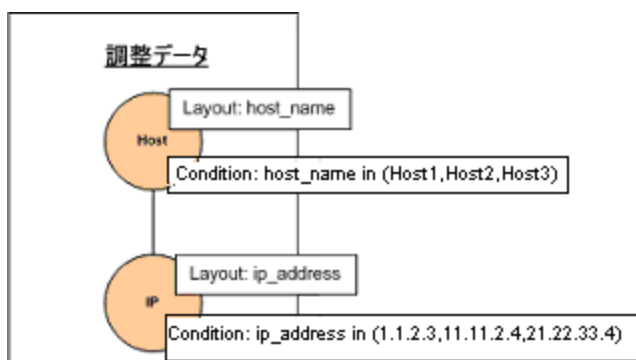 調整データ
Layout: host_name
Host
Condition: host_name in (Host1,Host2,Host3)
Layout: ip_address
IP
Condition: ip_address in (1.1.2.3,11.11.2.4,21.22.33.4)